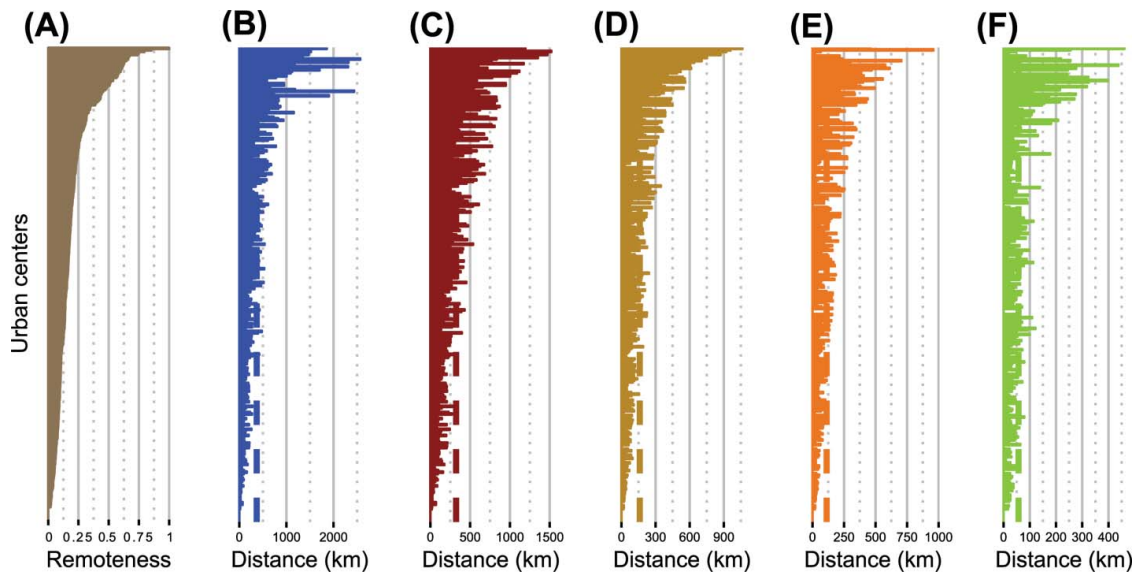 (A) (B) (C) (D) (E) (F)
Urban centers
0 0.25 0.5 0.75 1 0 1000 2000 0 500 1000 1500 0 300 600 900 0 250 500 750 1000 0 100 200 300 400
Remoteness Distance (km) Distance (km) Distance (km) Distance (km) Distance (km)